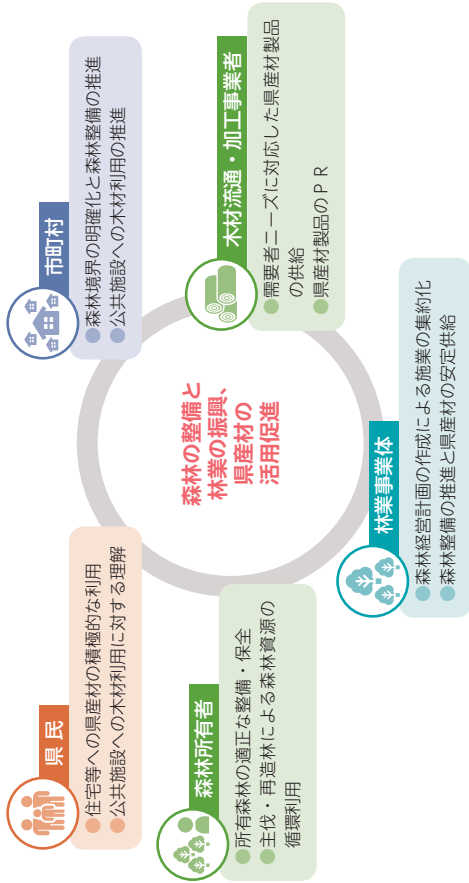 県 民
住宅等への県産材の積極的な利用
公共施設への木材利用に対する理解
市町村
森林境界の明確化と森林整備の推進
公共施設への木材利用の推進
森林の整備と
林業の振興、
県産材の
活用促進
森林所有者
所有森林の適正な整備・保全
主伐・再造林による森林資源の
循環利用
木材流通・加工事業者
需要者ニーズに対応した県産材製品
の供給
県産材製品のＰＲ
林業事業体
森林経営計画の作成による施業の集約化
森林整備の推進と県産材の安定供給